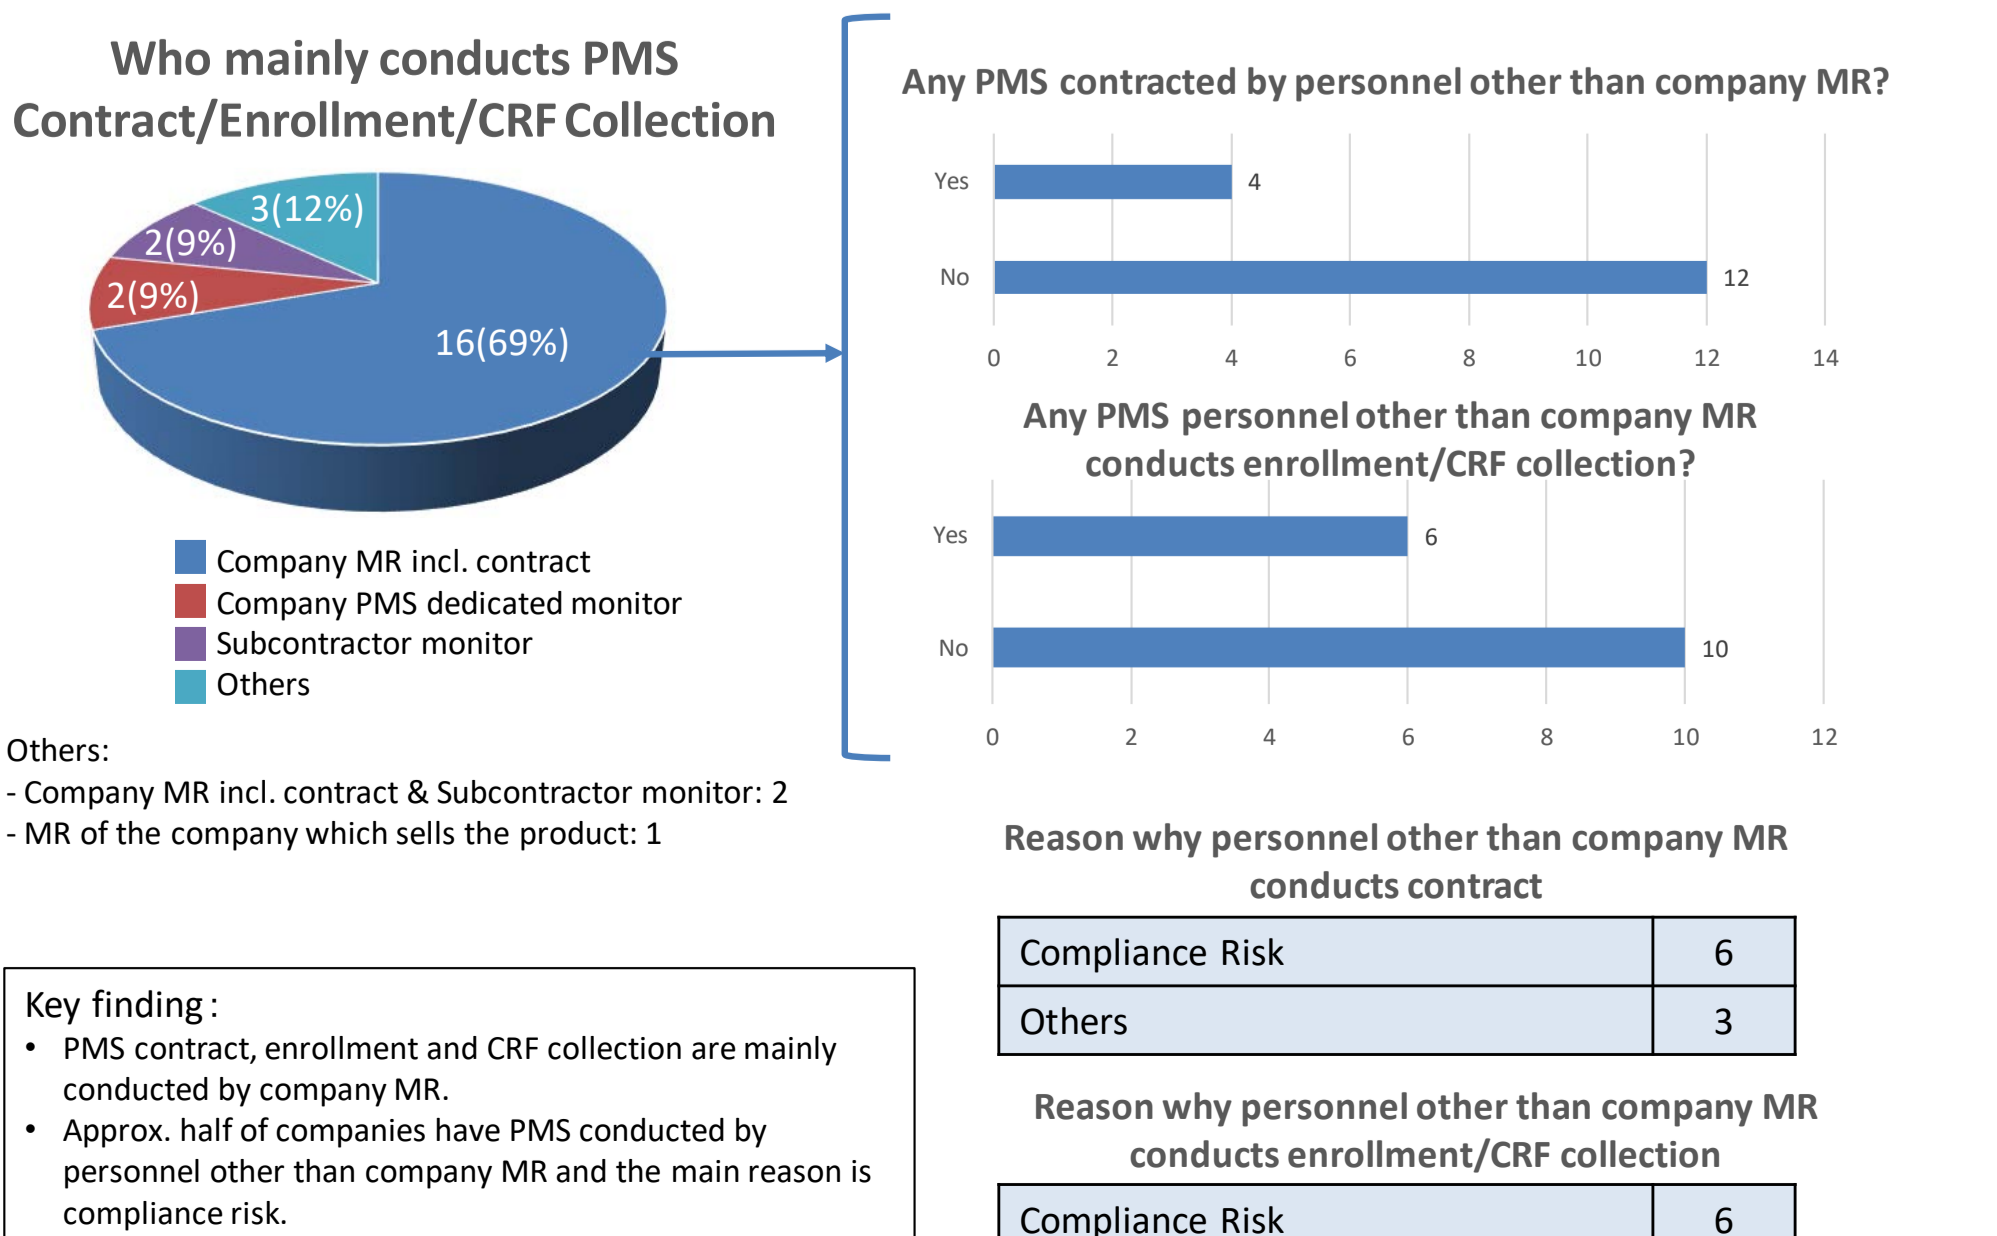 Who mainly conducts PMS
Contract/Enrollment/CRF Collection
3(12%)
2(9%)
2(9%)
16(69%)
Company MR incl. contract
Company PMS dedicated monitor
Subcontractor monitor
Others
Others:
- Company MR incl. contract & Subcontractor monitor: 2
- MR of the company which sells the product: 1
Key finding :
• PMS contract, enrollment and CRF collection are mainly
conducted by company MR.
• Approx. half of companies have PMS conducted by
personnel other than company MR and the main reason is
compliance risk.
Any PMS contracted by personnel other than company MR?
Yes 4
No 12
0 2 4 6 8 10 12 14
Any PMS personnel other than company MR
conducts enrollment/CRF collection?
Yes 6
No 10
0 2 4 6 8 10 12
Reason why personnel other than company MR
conducts contract
Compliance Risk 6
Others 3
Reason why personnel other than company MR
conducts enrollment/CRF collection
Compliance Risk 6